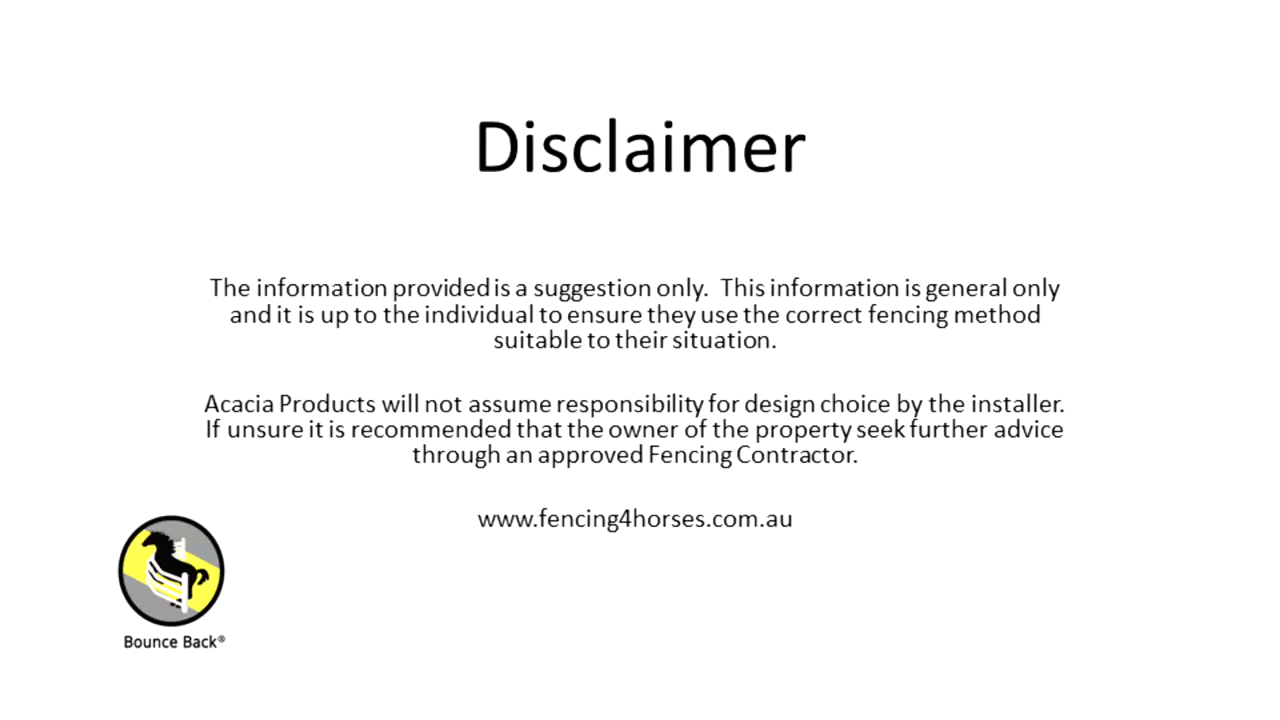 Disclaimer
The information provided is a suggestion only.  This information is general only
and it is up to the individual to ensure they use the correct fencing method
suitable to their situation.
Acacia Products will not assume responsibility for design choice by the installer.
If unsure it is recommended that the owner of the property seek further advice
through an approved Fencing Contractor.
www.fencing4horses.com.au
Bounce Back®